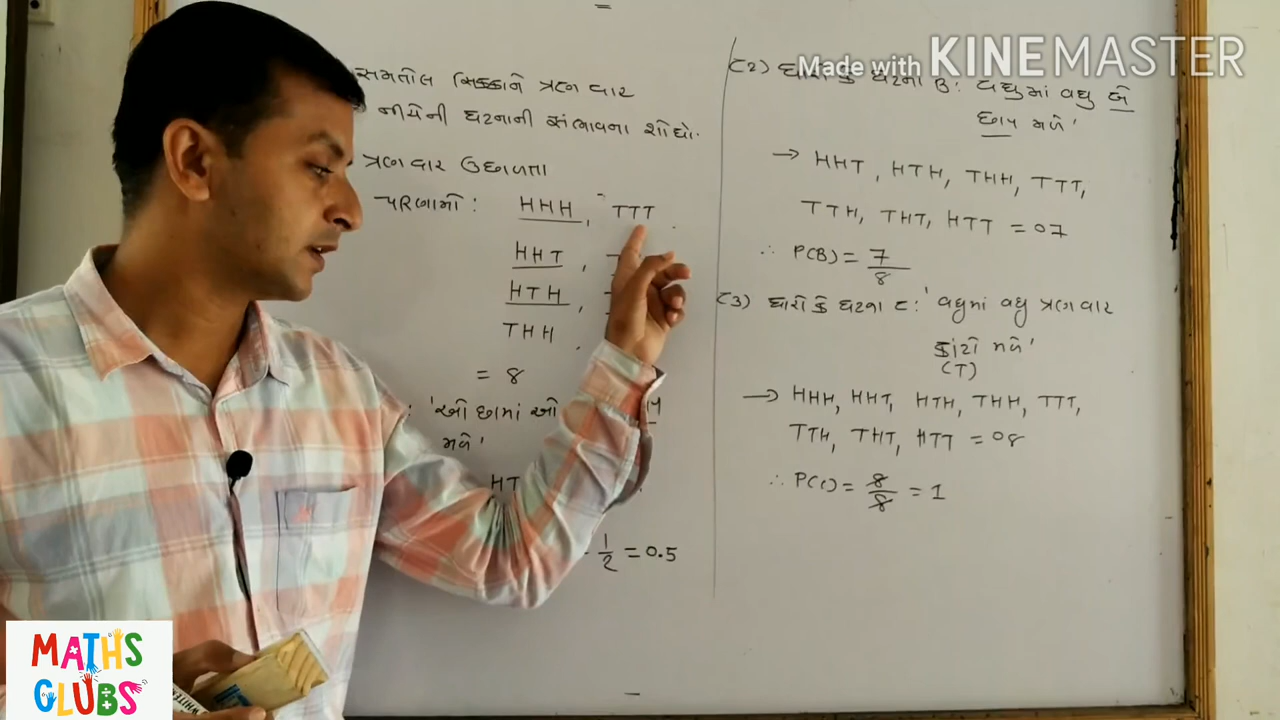 Made with KINEMASTER
સમતોલ સિક્કાને ત્રણ વાર
નીચેની ઘટનાની સંભાવના શોધો.
ત્રણ વાર ઉછાળતા
પરિણામો : HHH, TTT
HHT,
HTH,
THH,
= 8
: 'ઓછામાં ઓ
મળે'
HT
1/2 = 0.5
(2) ધારો કે ઘટના B : વધુમાં વધુ બે
છાપ મળે'
→ HHT, HTH, THH, TTT,
TTH, THT, HTT = 07
∴ P(B) = 7/8
(3) ધારો કે ઘટના C : 'વધુમાં વધુ ત્રણ વાર
કાંટો મળે'
(T)
→ HHH, HHT, HTH, THH, TTT,
TTH, THT, HTT = 08
∴ P(C) = 8/8 = 1
MATHS
CLUBS